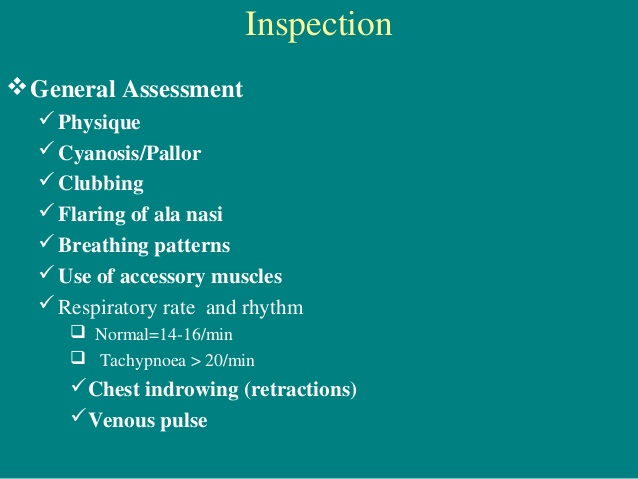 Inspection
❖General Assessment
✓Physique
✓Cyanosis/Pallor
✓Clubbing
✓Flaring of ala nasi
✓Breathing patterns
✓Use of accessory muscles
✓Respiratory rate and rhythm
❑ Normal=14-16/min
❑ Tachypnoea > 20/min
✓Chest indrowing (retractions)
✓Venous pulse